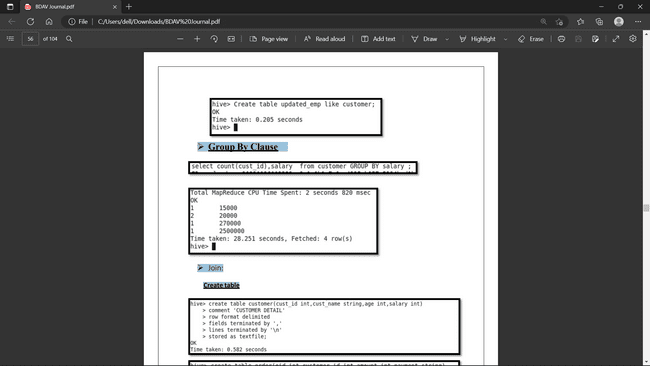 BDAV Journal.pdf
File
C:/Users/dell/Downloads/BDAV%20Journal.pdf
56 of 104
Page view
Read aloud
Add text
Draw
Highlight
Erase
hive> Create table updated_emp like customer;
OK
Time taken: 0.205 seconds
hive>
➤ Group By Clause
select count(cust_id),salary from customer GROUP BY salary ;
Total MapReduce CPU Time Spent: 2 seconds 820 msec
OK
1 15000
2 20000
1 270000
1 2500000
Time taken: 28.251 seconds, Fetched: 4 row(s)
hive>
➤ Join:
Create table
hive> create table customer(cust_id int,cust_name string,age int,salary int)
> comment 'CUSTOMER DETAIL'
> row format delimited
> fields terminated by ','
> lines terminated by '\n'
> stored as textfile;
OK
Time taken: 0.582 seconds